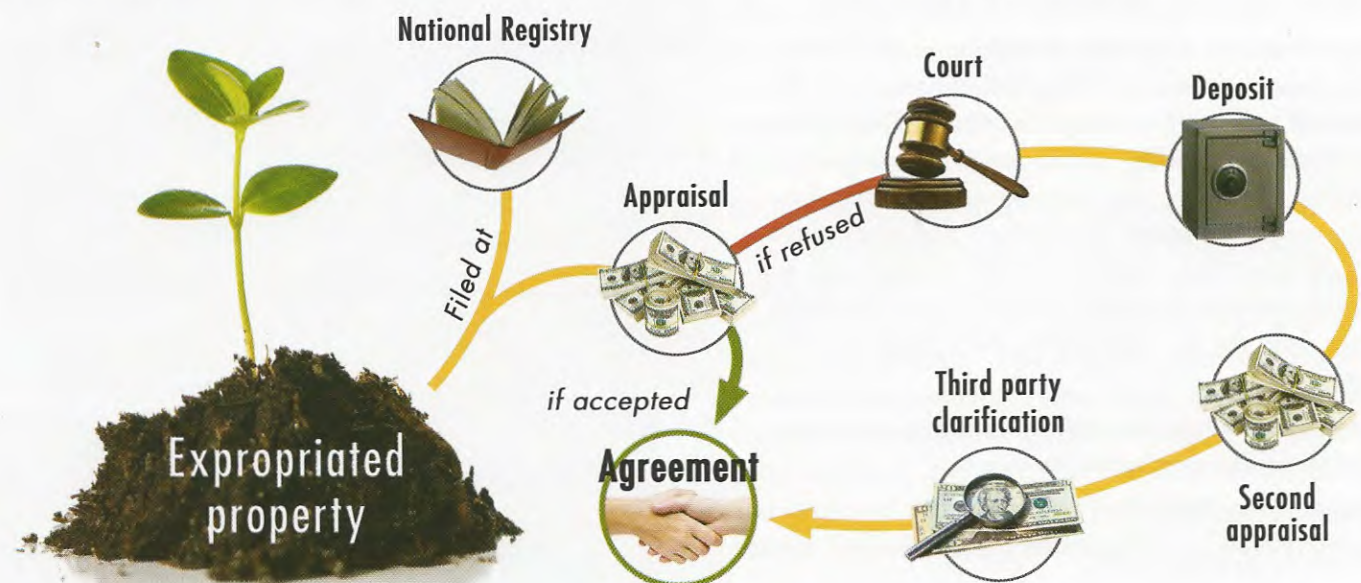 National Registry
Court
Deposit
Filed at
Appraisal
if refused
if accepted
Expropriated
property
Agreement
Third party
clarification
Second
appraisal